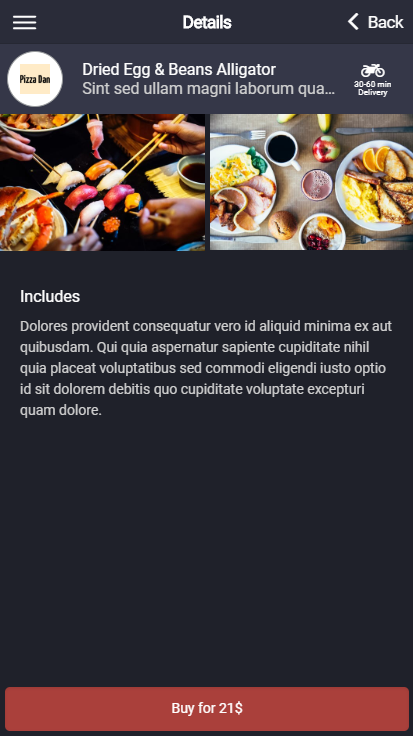 Details
Back
Pizza Dan
Dried Egg & Beans Alligator
Sint sed ullam magni laborum qua...
30-60 min
Delivery
Includes
Dolores provident consequatur vero id aliquid minima ex aut
quibusdam. Qui quia aspernatur sapiente cupiditate nihil
quia placeat voluptatibus sed commodi eligendi iusto optio
id sit dolorem debitis quo cupiditate voluptate excepturi
quam dolore.
Buy for 21$